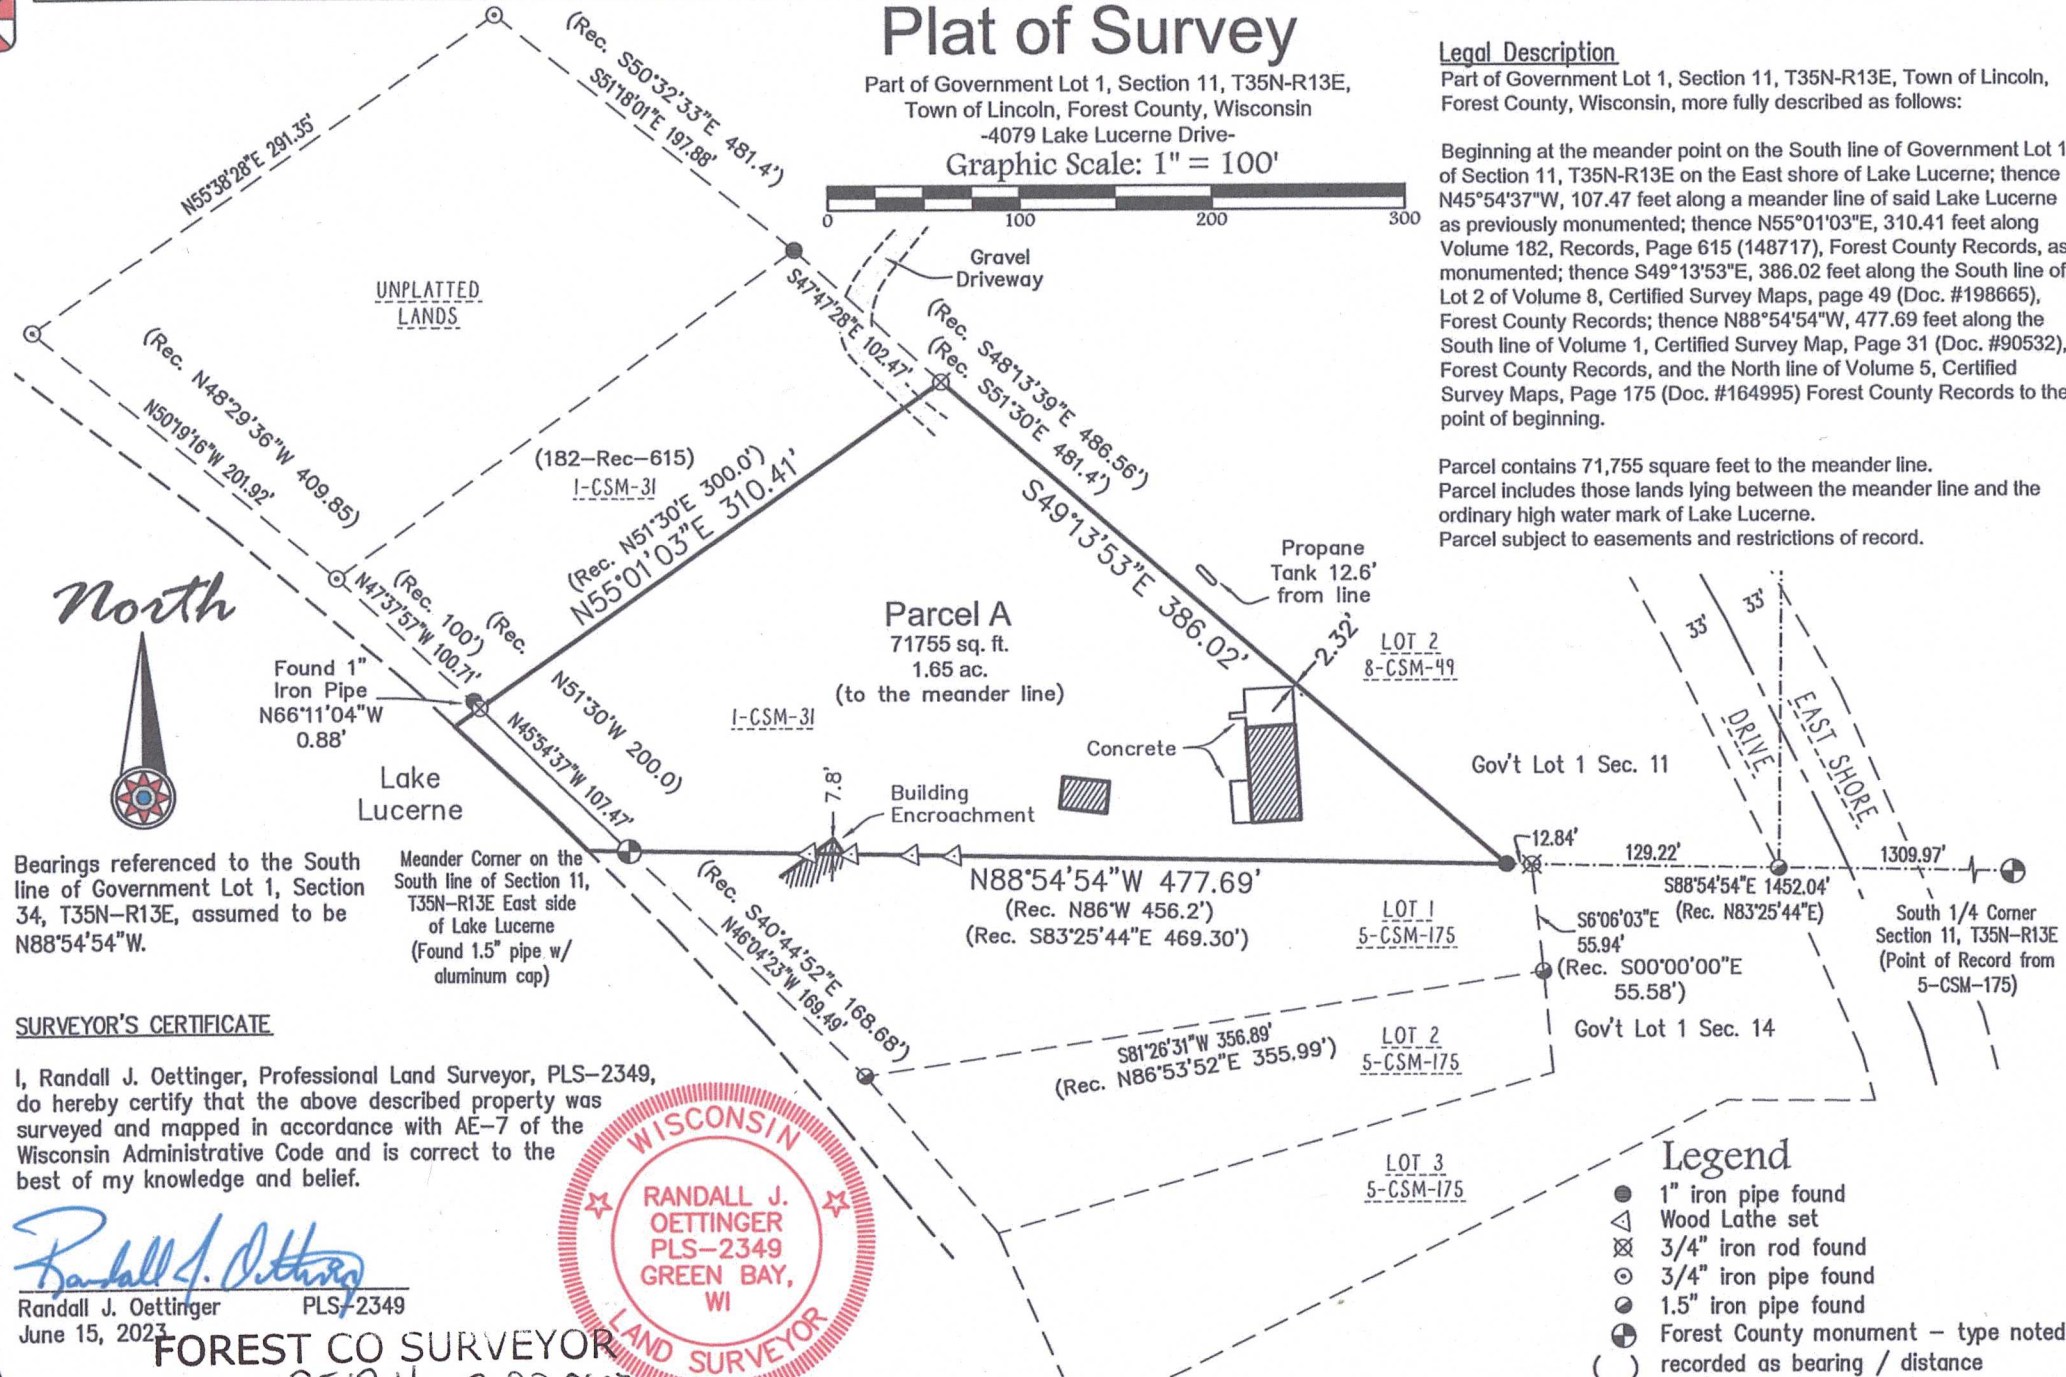 Plat of Survey
Part of Government Lot 1, Section 11, T35N-R13E,
Town of Lincoln, Forest County, Wisconsin
-4079 Lake Lucerne Drive-
Graphic Scale: 1" = 100'
0 100 200 300
Legal Description
Part of Government Lot 1, Section 11, T35N-R13E, Town of Lincoln,
Forest County, Wisconsin, more fully described as follows:
Beginning at the meander point on the South line of Government Lot 1
of Section 11, T35N-R13E on the East shore of Lake Lucerne; thence
N45°54'37"W, 107.47 feet along a meander line of said Lake Lucerne
as previously monumented; thence N55°01'03"E, 310.41 feet along
Volume 182, Records, Page 615 (148717), Forest County Records, as
monumented; thence S49°13'53"E, 386.02 feet along the South line of
Lot 2 of Volume 8, Certified Survey Maps, page 49 (Doc. #198665),
Forest County Records; thence N88°54'54"W, 477.69 feet along the
South line of Volume 1, Certified Survey Map, Page 31 (Doc. #90532),
Forest County Records, and the North line of Volume 5, Certified
Survey Maps, Page 175 (Doc. #164995) Forest County Records to the
point of beginning.
Parcel contains 71,755 square feet to the meander line.
Parcel includes those lands lying between the meander line and the
ordinary high water mark of Lake Lucerne.
Parcel subject to easements and restrictions of record.
(Rec. S50°32'33"E 481.4')
S51°18'01"E 197.88'
N55°38'28"E 291.35'
UNPLATTED
LANDS
Gravel
Driveway
S47°47'28"E 102.47'
(Rec. S48°13'39"E 486.56')
(Rec. S51°30'E 481.4')
S49°13'53"E 386.02'
(Rec. N48°29'36"W 409.85)
N50°19'16"W 201.92'
(182-Rec-615)
1-CSM-31
(Rec. N51°30'E 300.0')
N55°01'03"E 310.41'
(Rec. 100')
N47°37'57"W 100.71'
(Rec.
N51°30'W 200.0)
N45°54'37"W 107.47'
North
Found 1"
Iron Pipe
N66°11'04"W
0.88'
Lake
Lucerne
Parcel A
71755 sq. ft.
1.65 ac.
(to the meander line)
1-CSM-31
Propane
Tank 12.6'
from line
2.32'
LOT 2
8-CSM-49
33'
33'
DRIVE
EAST SHORE
Concrete
7.8'
Building
Encroachment
Gov't Lot 1 Sec. 11
12.84'
129.22'
1309.97'
N88°54'54"W 477.69'
(Rec. N86°W 456.2')
(Rec. S83°25'44"E 469.30')
S88°54'54"E 1452.04'
(Rec. N83°25'44"E)
South 1/4 Corner
Section 11, T35N-R13E
(Point of Record from
5-CSM-175)
LOT 1
5-CSM-175
S6°06'03"E
55.94'
(Rec. S00°00'00"E
55.58')
Gov't Lot 1 Sec. 14
Bearings referenced to the South
line of Government Lot 1, Section
34, T35N-R13E, assumed to be
N88°54'54"W.
Meander Corner on the
South line of Section 11,
T35N-R13E East side
of Lake Lucerne
(Found 1.5" pipe w/
aluminum cap)
(Rec. S40°44'52"E 168.68')
N46°04'23"W 169.49'
S81°26'31"W 356.89'
(Rec. N86°53'52"E 355.99')
LOT 2
5-CSM-175
LOT 3
5-CSM-175
SURVEYOR'S CERTIFICATE
I, Randall J. Oettinger, Professional Land Surveyor, PLS-2349,
do hereby certify that the above described property was
surveyed and mapped in accordance with AE-7 of the
Wisconsin Administrative Code and is correct to the
best of my knowledge and belief.
Randall J. Oettinger
Randall J. Oettinger PLS-2349
June 15, 2023
FOREST CO SURVEYOR
WISCONSIN
RANDALL J.
OETTINGER
PLS-2349
GREEN BAY,
WI
LAND SURVEYOR
Legend
1" iron pipe found
Wood Lathe set
3/4" iron rod found
3/4" iron pipe found
1.5" iron pipe found
Forest County monument - type noted
( ) recorded as bearing / distance